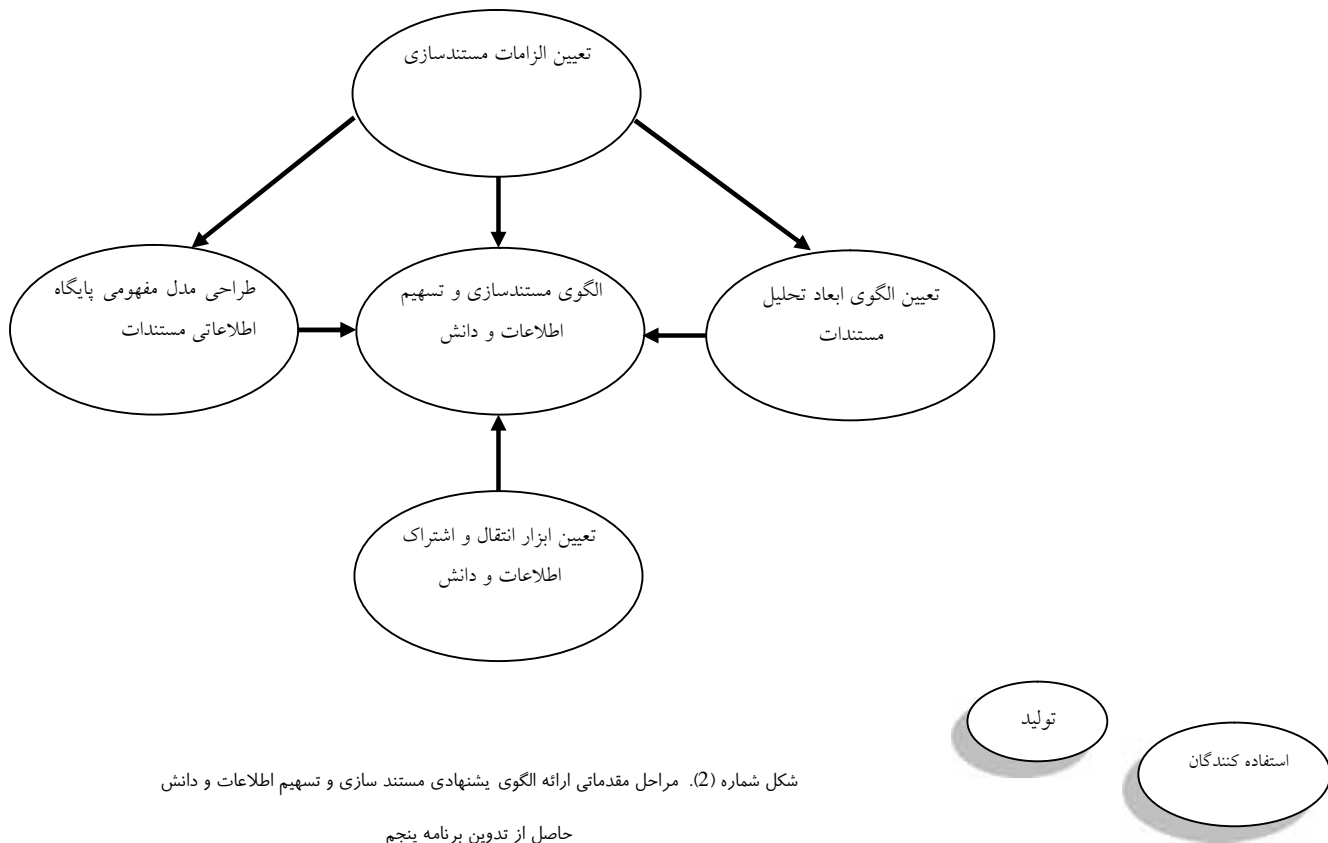 تعیین الزامات مستندسازی
تعیین الگوی ابعاد تحلیل
مستندات
الگوی مستندسازی و تسهیم
اطلاعات و دانش
طراحی مدل مفهومی پایگاه
اطلاعاتی مستندات
تعیین ابزار انتقال و اشتراک
اطلاعات و دانش
تولید
استفاده کنندگان
شکل شماره (2). مراحل مقدماتی ارائه الگوی یشنهادی مستند سازی و تسهیم اطلاعات و دانش
حاصل از تدوین برنامه ینجم